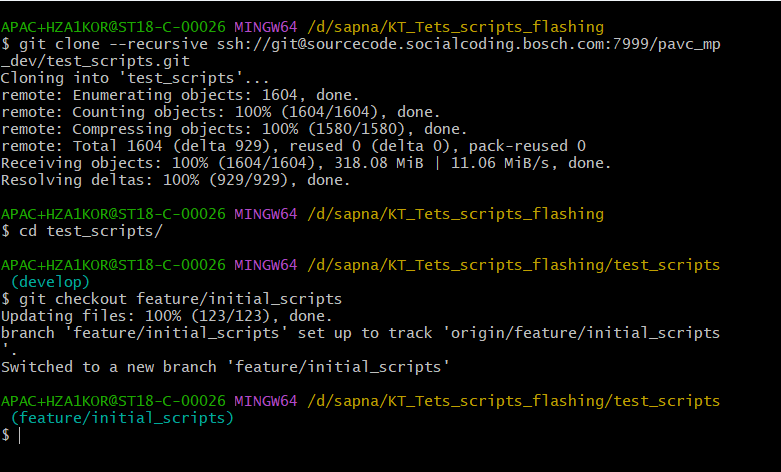 APAC+HZA1KOR@ST18-C-00026 MINGW64 /d/sapna/KT_Tets_scripts_flashing
$ git clone --recursive ssh://git@sourcecode.socialcoding.bosch.com:7999/pavc_mp
_dev/test_scripts.git
Cloning into 'test_scripts'...
remote: Enumerating objects: 1604, done.
remote: Counting objects: 100% (1604/1604), done.
remote: Compressing objects: 100% (1580/1580), done.
remote: Total 1604 (delta 929), reused 0 (delta 0), pack-reused 0
Receiving objects: 100% (1604/1604), 318.08 MiB | 11.06 MiB/s, done.
Resolving deltas: 100% (929/929), done.
APAC+HZA1KOR@ST18-C-00026 MINGW64 /d/sapna/KT_Tets_scripts_flashing
$ cd test_scripts/
APAC+HZA1KOR@ST18-C-00026 MINGW64 /d/sapna/KT_Tets_scripts_flashing/test_scripts
(develop)
$ git checkout feature/initial_scripts
Updating files: 100% (123/123), done.
branch 'feature/initial_scripts' set up to track 'origin/feature/initial_scripts
'.
Switched to a new branch 'feature/initial_scripts'
APAC+HZA1KOR@ST18-C-00026 MINGW64 /d/sapna/KT_Tets_scripts_flashing/test_scripts
(feature/initial_scripts)
$